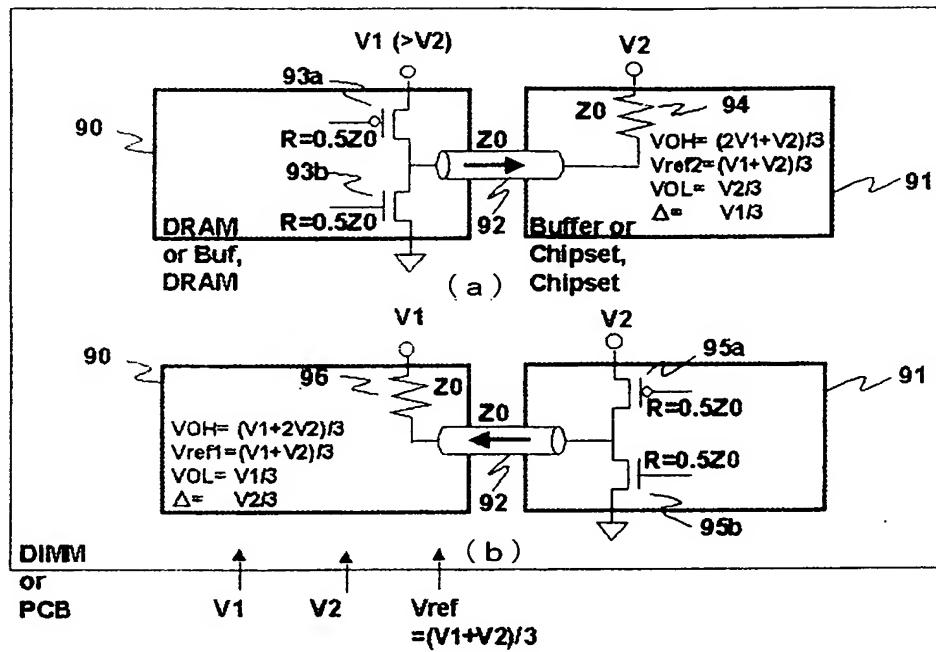 V1 (>V2)
V2
93a
90
R=0.5Z0
93b
R=0.5Z0
DRAM
or Buf,
DRAM
Z0
92
Z0
94
VOH= (2V1+V2)/3
Vref2=(V1+V2)/3
VOL= V2/3
Δ= V1/3
91
Buffer or
Chipset,
Chipset
(a)
V1
V2
90
96
Z0
VOH= (V1+2V2)/3
Vref1=(V1+V2)/3
VOL= V1/3
Δ= V2/3
Z0
92
95a
R=0.5Z0
R=0.5Z0
95b
91
(b)
DIMM
or
PCB
V1
V2
Vref
=(V1+V2)/3